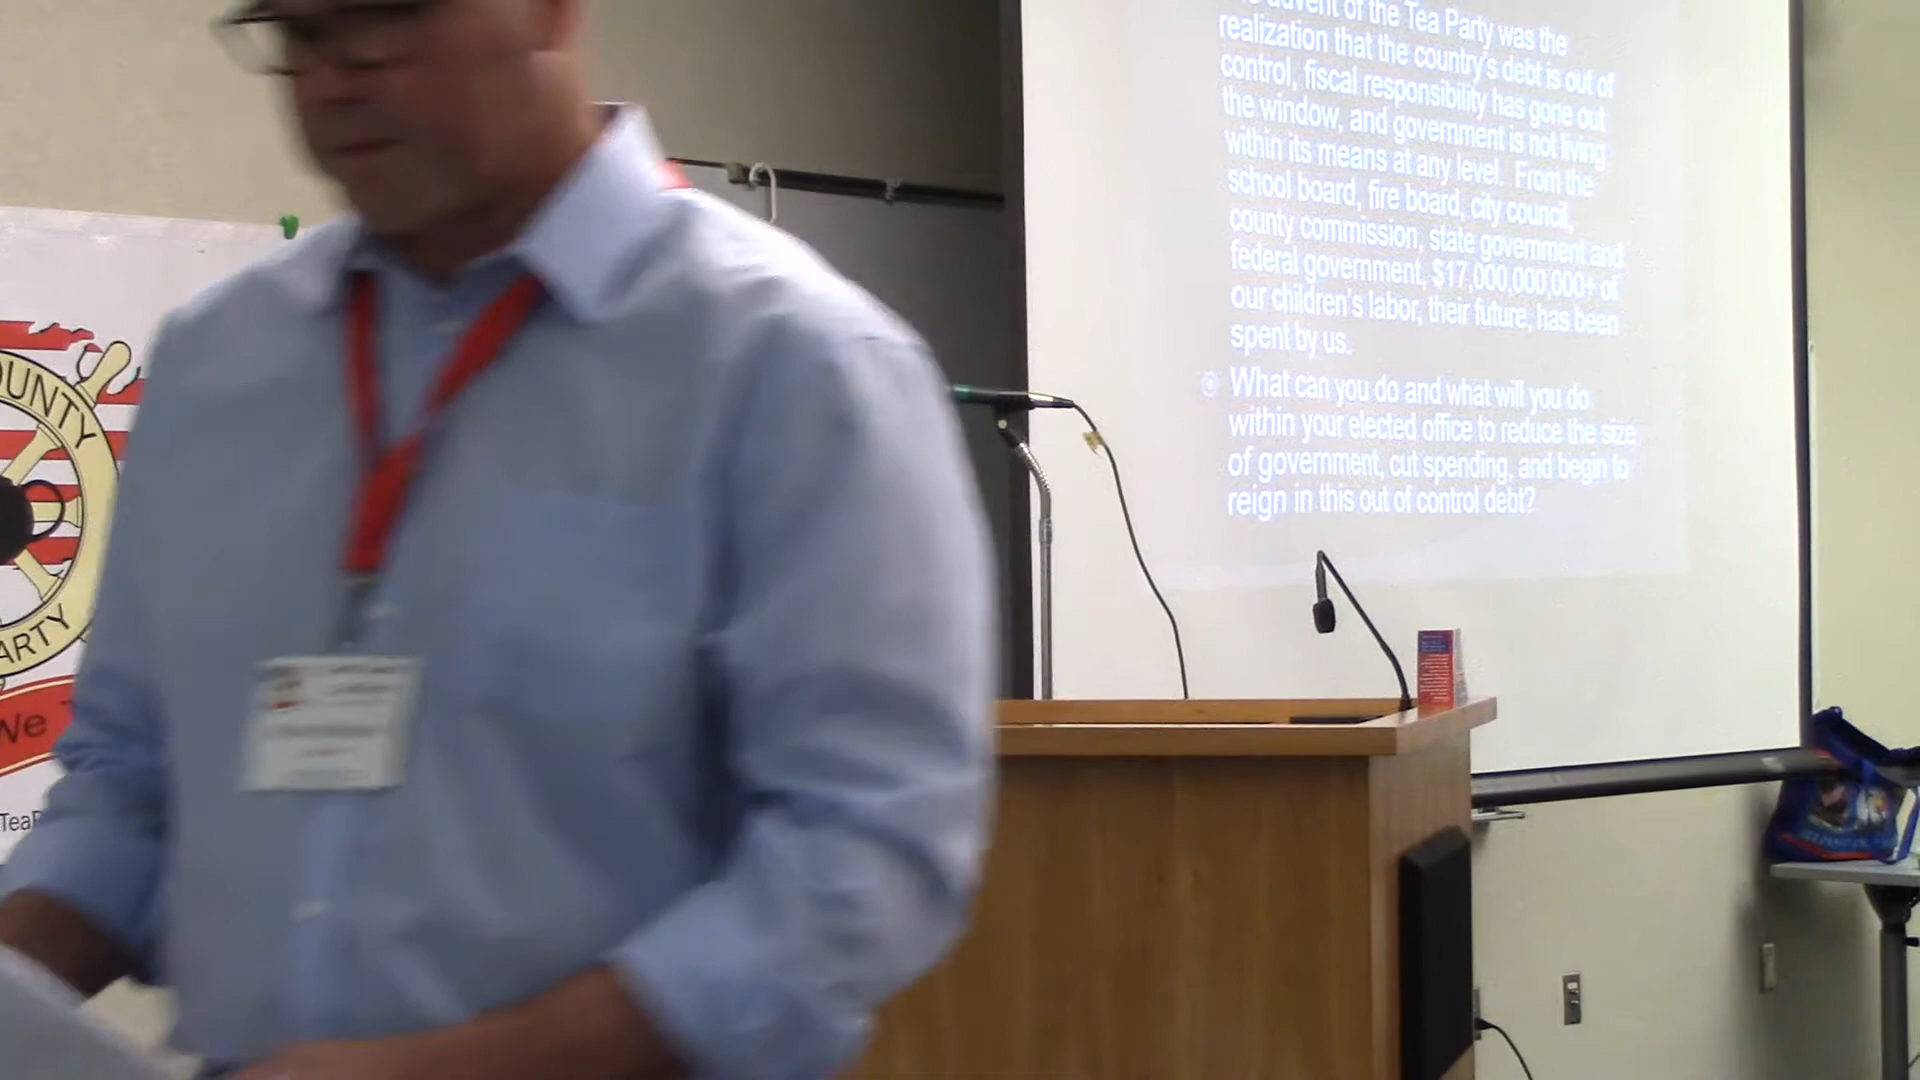 advent of the Tea Party was the
realization that the country's debt is out of
control, fiscal responsibility has gone out
the window, and government is not living
within its means at any level. From the
school board, fire board, city council,
county commission, state government and
federal government, $17,000,000,000+ of
our children's labor, their future, has been
spent by us.
What can you do and what will you do
within your elected office to reduce the size
of government, cut spending, and begin to
reign in this out of control debt?
OUNTY
ARTY
We